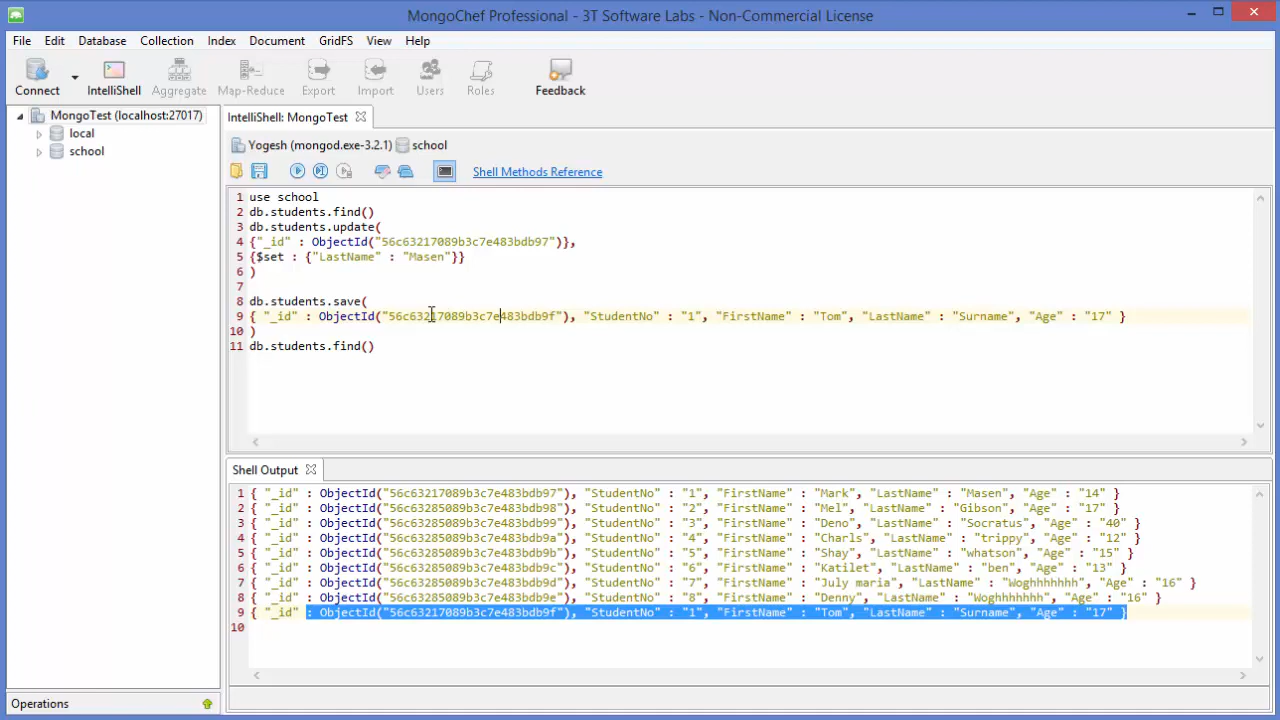 MongoChef Professional - 3T Software Labs - Non-Commercial License
File Edit Database Collection Index Document GridFS View Help
Connect IntelliShell Aggregate Map-Reduce Export Import Users Roles Feedback
MongoTest (localhost:27017)
local
school
IntelliShell: MongoTest
Yogesh (mongod.exe-3.2.1) school
Shell Methods Reference
1 use school
2 db.students.find()
3 db.students.update(
4 {"_id" : ObjectId("56c63217089b3c7e483bdb97")},
5 {$set : {"LastName" : "Masen"}}
6 )
7
8 db.students.save(
9 { "_id" : ObjectId("56c63217089b3c7e483bdb9f"), "StudentNo" : "1", "FirstName" : "Tom", "LastName" : "Surname", "Age" : "17" }
10 )
11 db.students.find()
Shell Output
1 { "_id" : ObjectId("56c63217089b3c7e483bdb97"), "StudentNo" : "1", "FirstName" : "Mark", "LastName" : "Masen", "Age" : "14" }
2 { "_id" : ObjectId("56c63285089b3c7e483bdb98"), "StudentNo" : "2", "FirstName" : "Mel", "LastName" : "Gibson", "Age" : "17" }
3 { "_id" : ObjectId("56c63285089b3c7e483bdb99"), "StudentNo" : "3", "FirstName" : "Deno", "LastName" : "Socratus", "Age" : "40" }
4 { "_id" : ObjectId("56c63285089b3c7e483bdb9a"), "StudentNo" : "4", "FirstName" : "Charls", "LastName" : "trippy", "Age" : "12" }
5 { "_id" : ObjectId("56c63285089b3c7e483bdb9b"), "StudentNo" : "5", "FirstName" : "Shay", "LastName" : "whatson", "Age" : "15" }
6 { "_id" : ObjectId("56c63285089b3c7e483bdb9c"), "StudentNo" : "6", "FirstName" : "Katilet", "LastName" : "ben", "Age" : "13" }
7 { "_id" : ObjectId("56c63285089b3c7e483bdb9d"), "StudentNo" : "7", "FirstName" : "July maria", "LastName" : "Woghhhhhhh", "Age" : "16" }
8 { "_id" : ObjectId("56c63285089b3c7e483bdb9e"), "StudentNo" : "8", "FirstName" : "Denny", "LastName" : "Woghhhhhhh", "Age" : "16" }
9 { "_id" : ObjectId("56c63217089b3c7e483bdb9f"), "StudentNo" : "1", "FirstName" : "Tom", "LastName" : "Surname", "Age" : "17" }
10
Operations